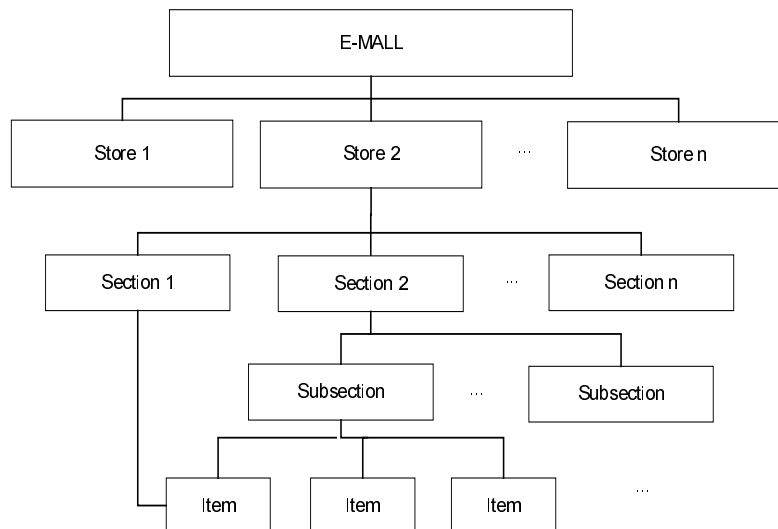 E-MALL
Store 1
Store 2
...
Store n
Section 1
Section 2
...
Section n
Subsection
...
Subsection
Item
Item
Item
...